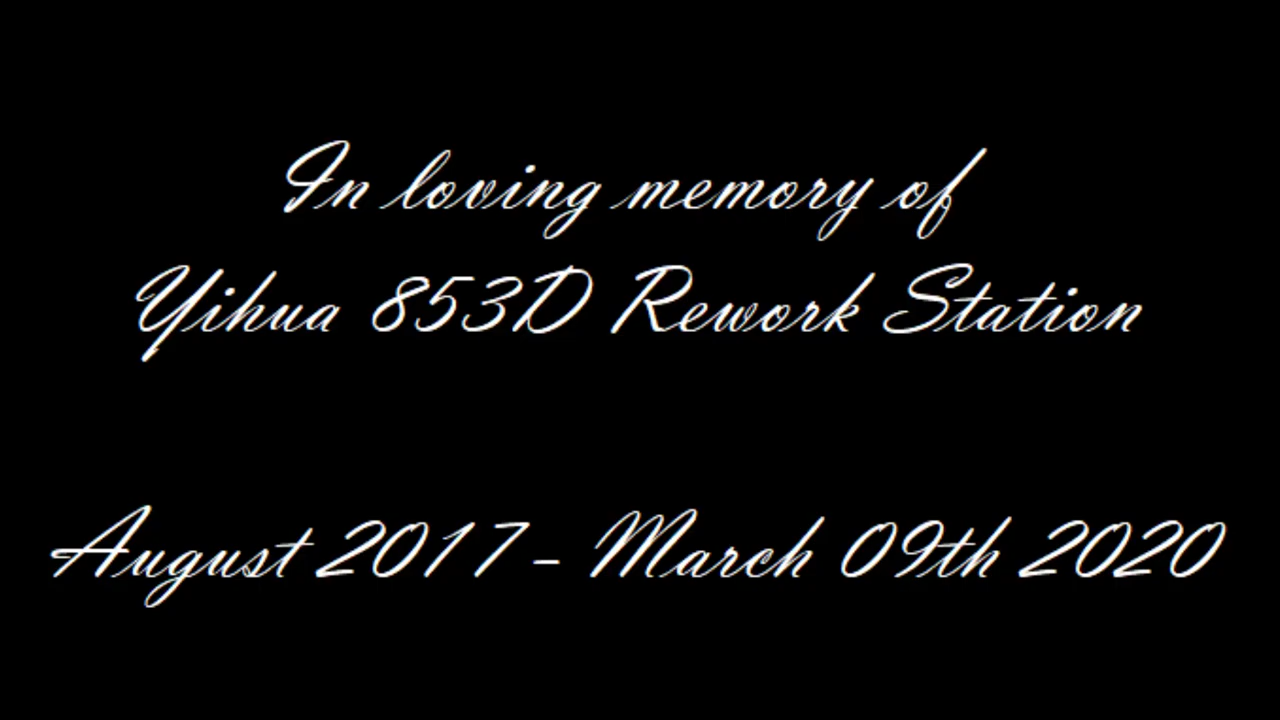 In loving memory of
Yihua 853D Rework Station
August 2017 - March 09th 2020